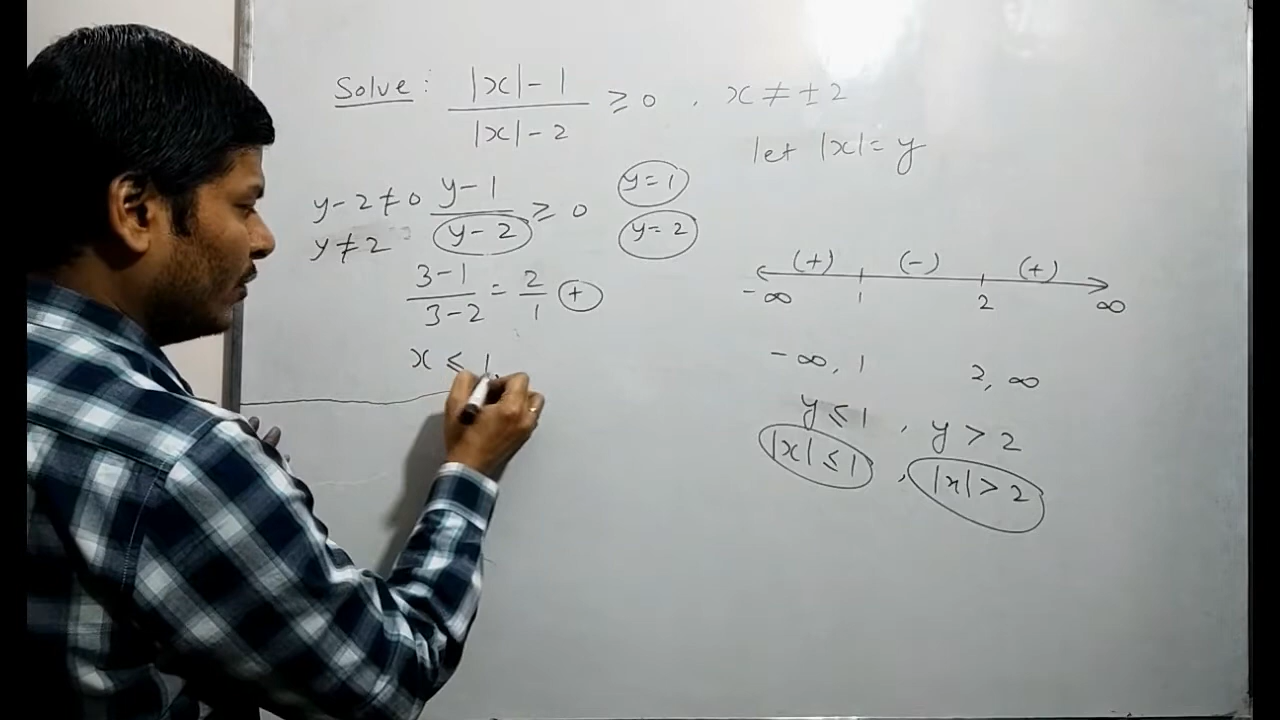 Solve: |x|-1 / |x|-2 ≥ 0 . x ≠ ±2
let |x| = y
y-2 ≠ 0 y-1 / y-2 ≥ 0 y=1
y ≠ 2 y=2
3-1 / 3-2 = 2/1 +
(+) (-) (+)
-∞ 1 2 ∞
x ≤ 1
-∞, 1 2, ∞
y ≤ 1 , y > 2
|x| ≤ 1 , |x| > 2